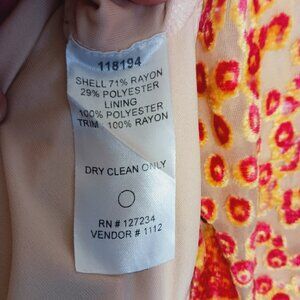 118194
SHELL 71% RAYON
29% POLYESTER
LINING
100% POLYESTER
TRIM - 100% RAYON
DRY CLEAN ONLY
RN # 127234
VENDOR # 1112